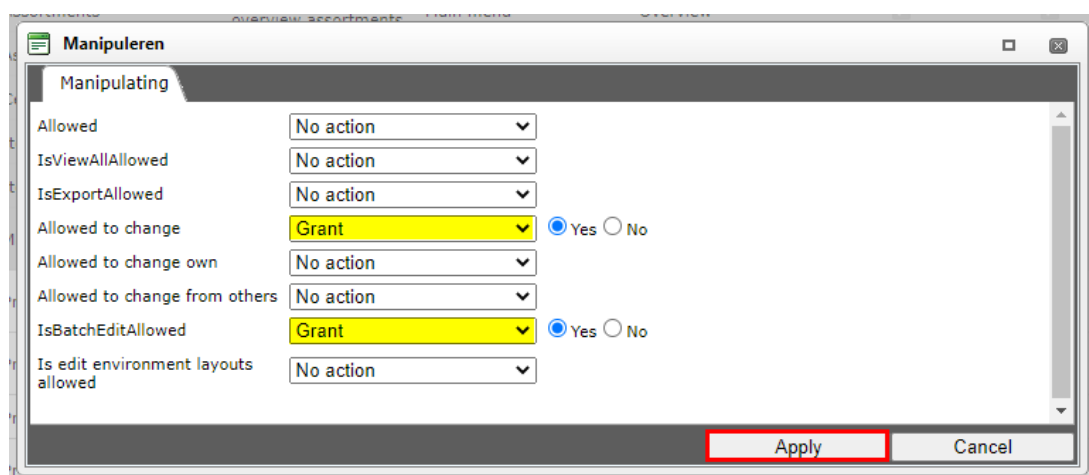 overview assortments
Manipuleren
Manipulating
Allowed No action
IsViewAllAllowed No action
IsExportAllowed No action
Allowed to change Grant Yes No
Allowed to change own No action
Allowed to change from others No action
IsBatchEditAllowed Grant Yes No
Is edit environment layouts
allowed No action
Apply Cancel